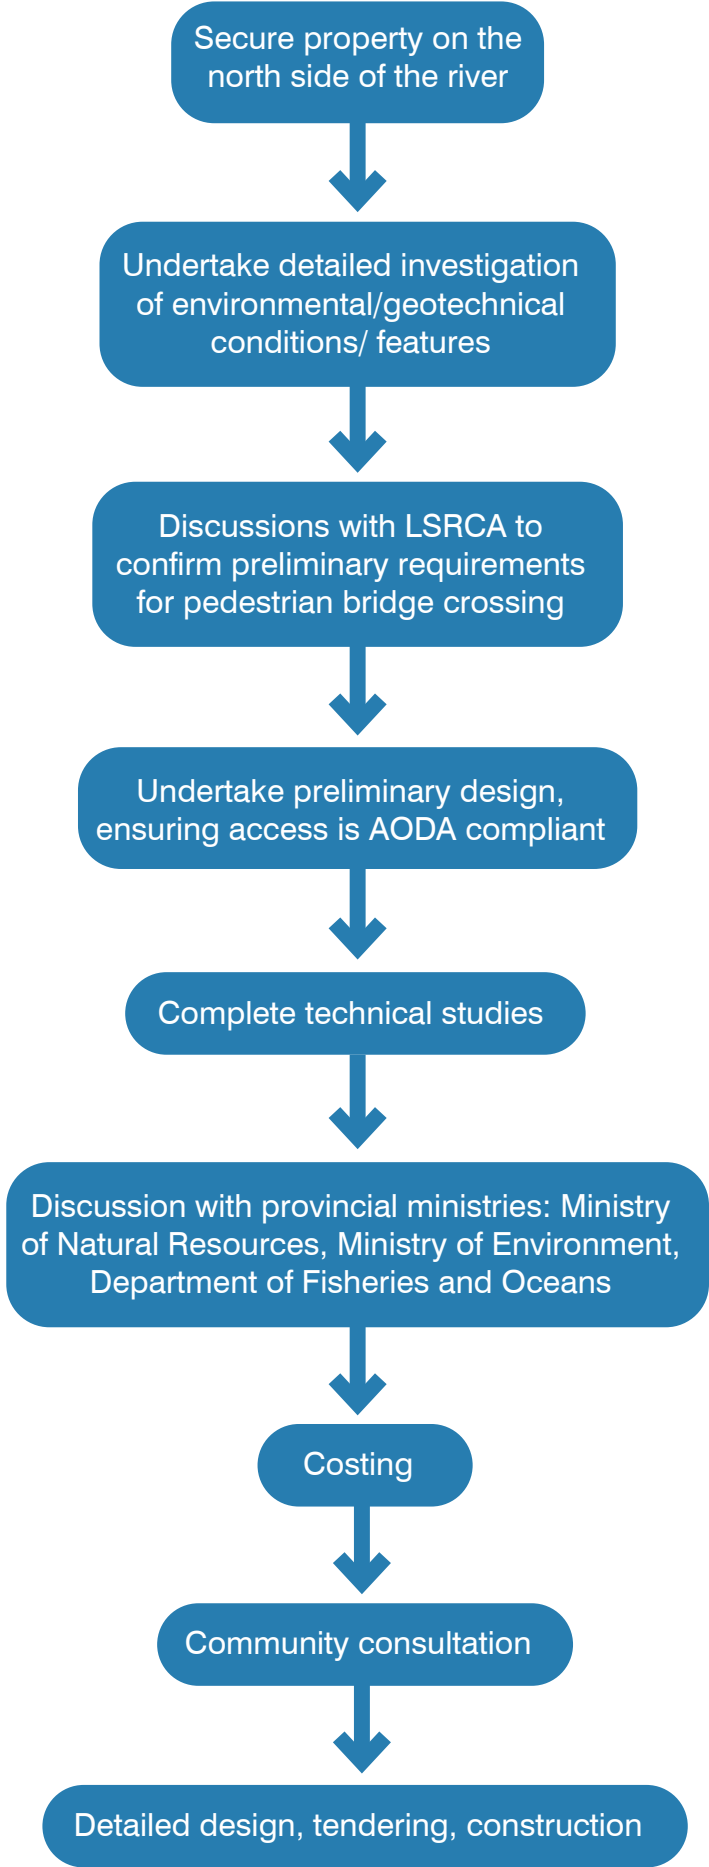 Secure property on the
north side of the river
Undertake detailed investigation
of environmental/geotechnical
conditions/ features
Discussions with LSRCA to
confirm preliminary requirements
for pedestrian bridge crossing
Undertake preliminary design,
ensuring access is AODA compliant
Complete technical studies
Discussion with provincial ministries: Ministry
of Natural Resources, Ministry of Environment,
Department of Fisheries and Oceans
Costing
Community consultation
Detailed design, tendering, construction